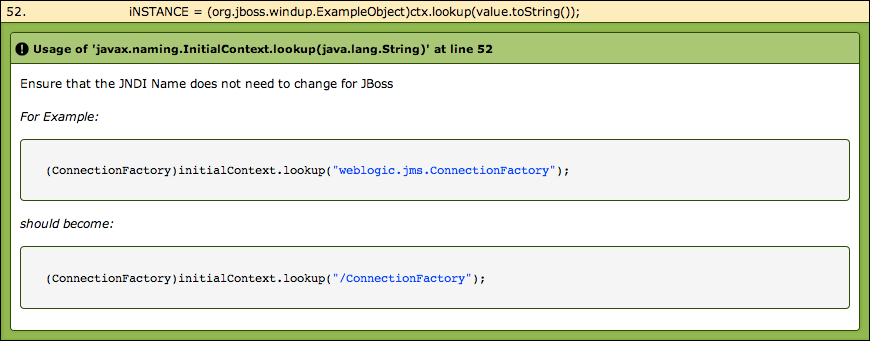 52. iNSTANCE = (org.jboss.windup.ExampleObject)ctx.lookup(value.toString());
Usage of 'javax.naming.InitialContext.lookup(java.lang.String)' at line 52
Ensure that the JNDI Name does not need to change for JBoss
For Example:
(ConnectionFactory)initialContext.lookup("weblogic.jms.ConnectionFactory");
should become:
(ConnectionFactory)initialContext.lookup("/ConnectionFactory");